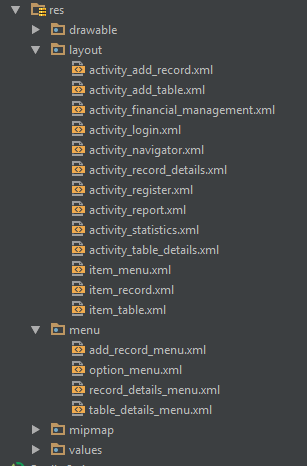 res
drawable
layout
activity_add_record.xml
activity_add_table.xml
activity_financial_management.xml
activity_login.xml
activity_navigator.xml
activity_record_details.xml
activity_register.xml
activity_report.xml
activity_statistics.xml
activity_table_details.xml
item_menu.xml
item_record.xml
item_table.xml
menu
add_record_menu.xml
option_menu.xml
record_details_menu.xml
table_details_menu.xml
mipmap
values